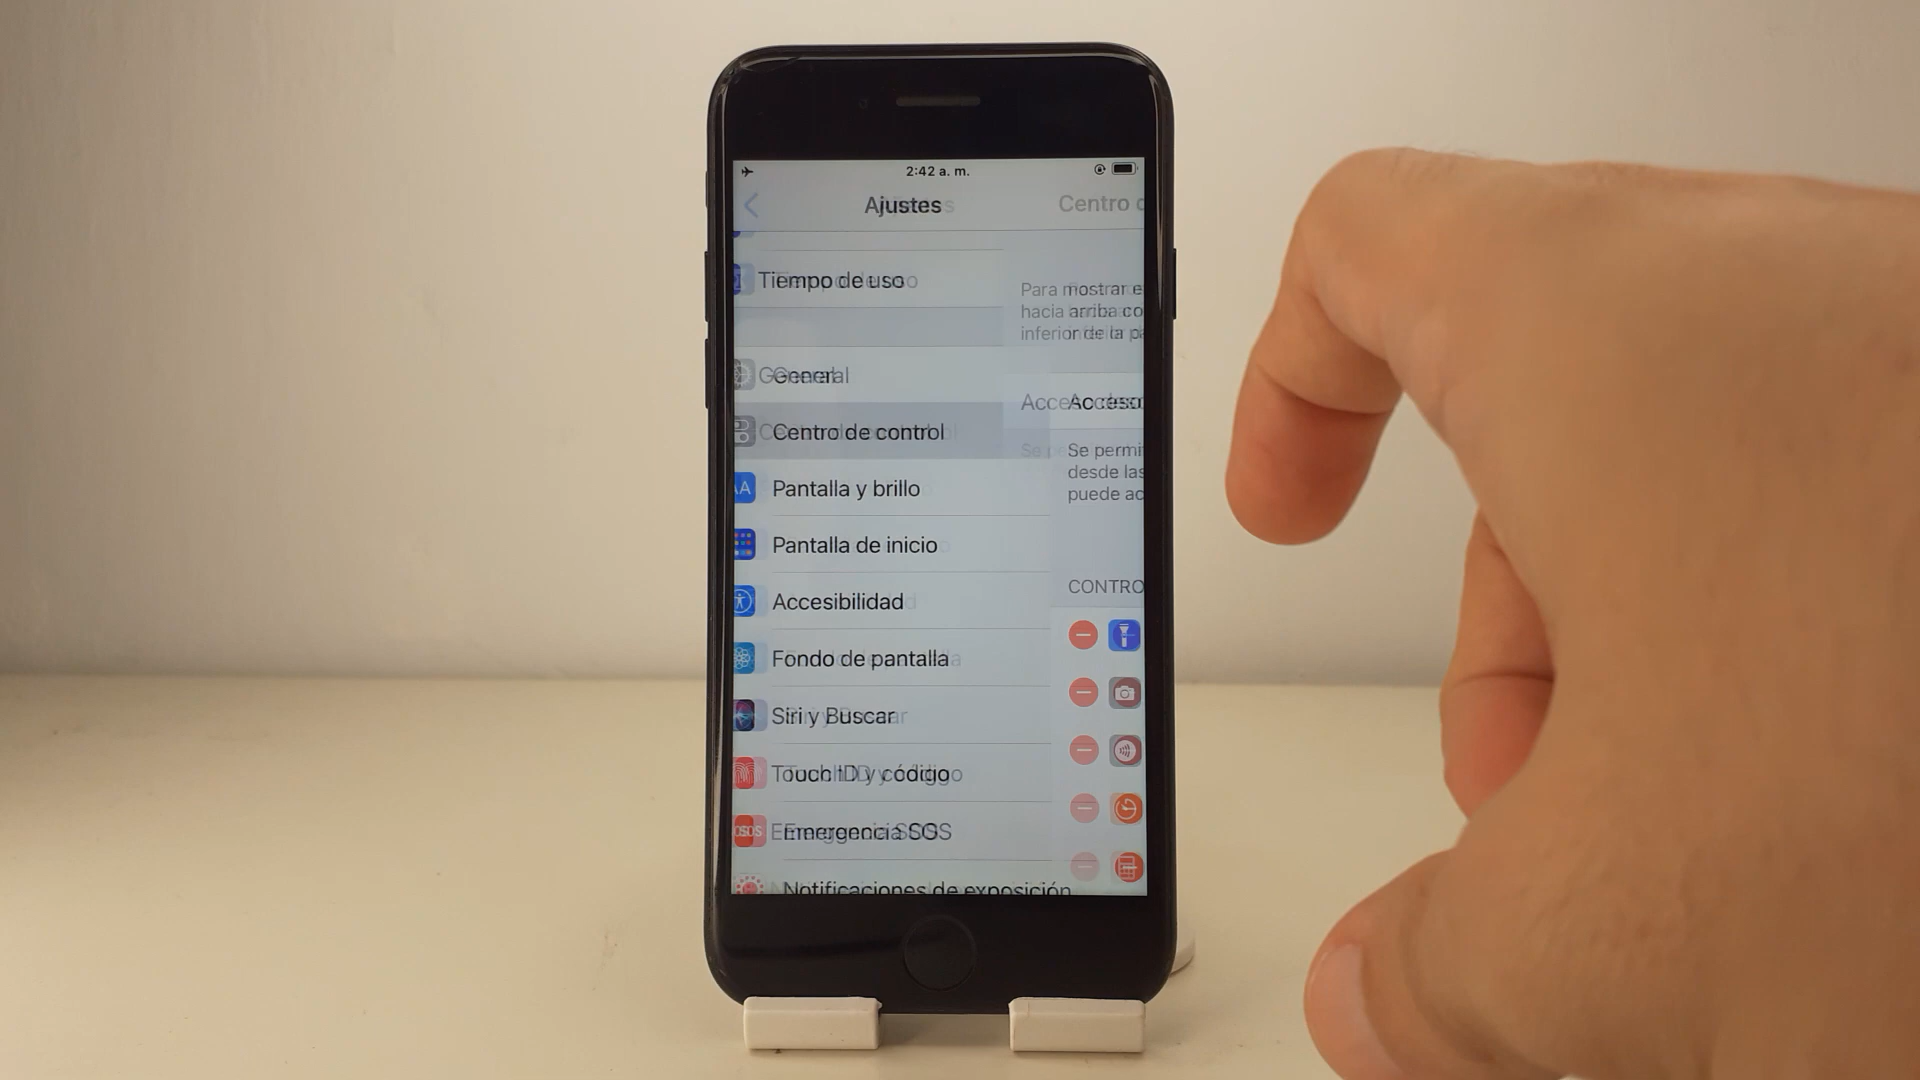 2:42 a. m.
Ajustes
Centro
Tiempo de uso
Para mostrar
hacia arriba
inferior de la
General
Acceso
Centro de control
Se permi
desde las
puede ac
Pantalla y brillo
Pantalla de inicio
CONTRO
Accesibilidad
Fondo de pantalla
Siri y Buscar
Touch ID y código
SOS Emergencia SOS
Notificaciones de exposición